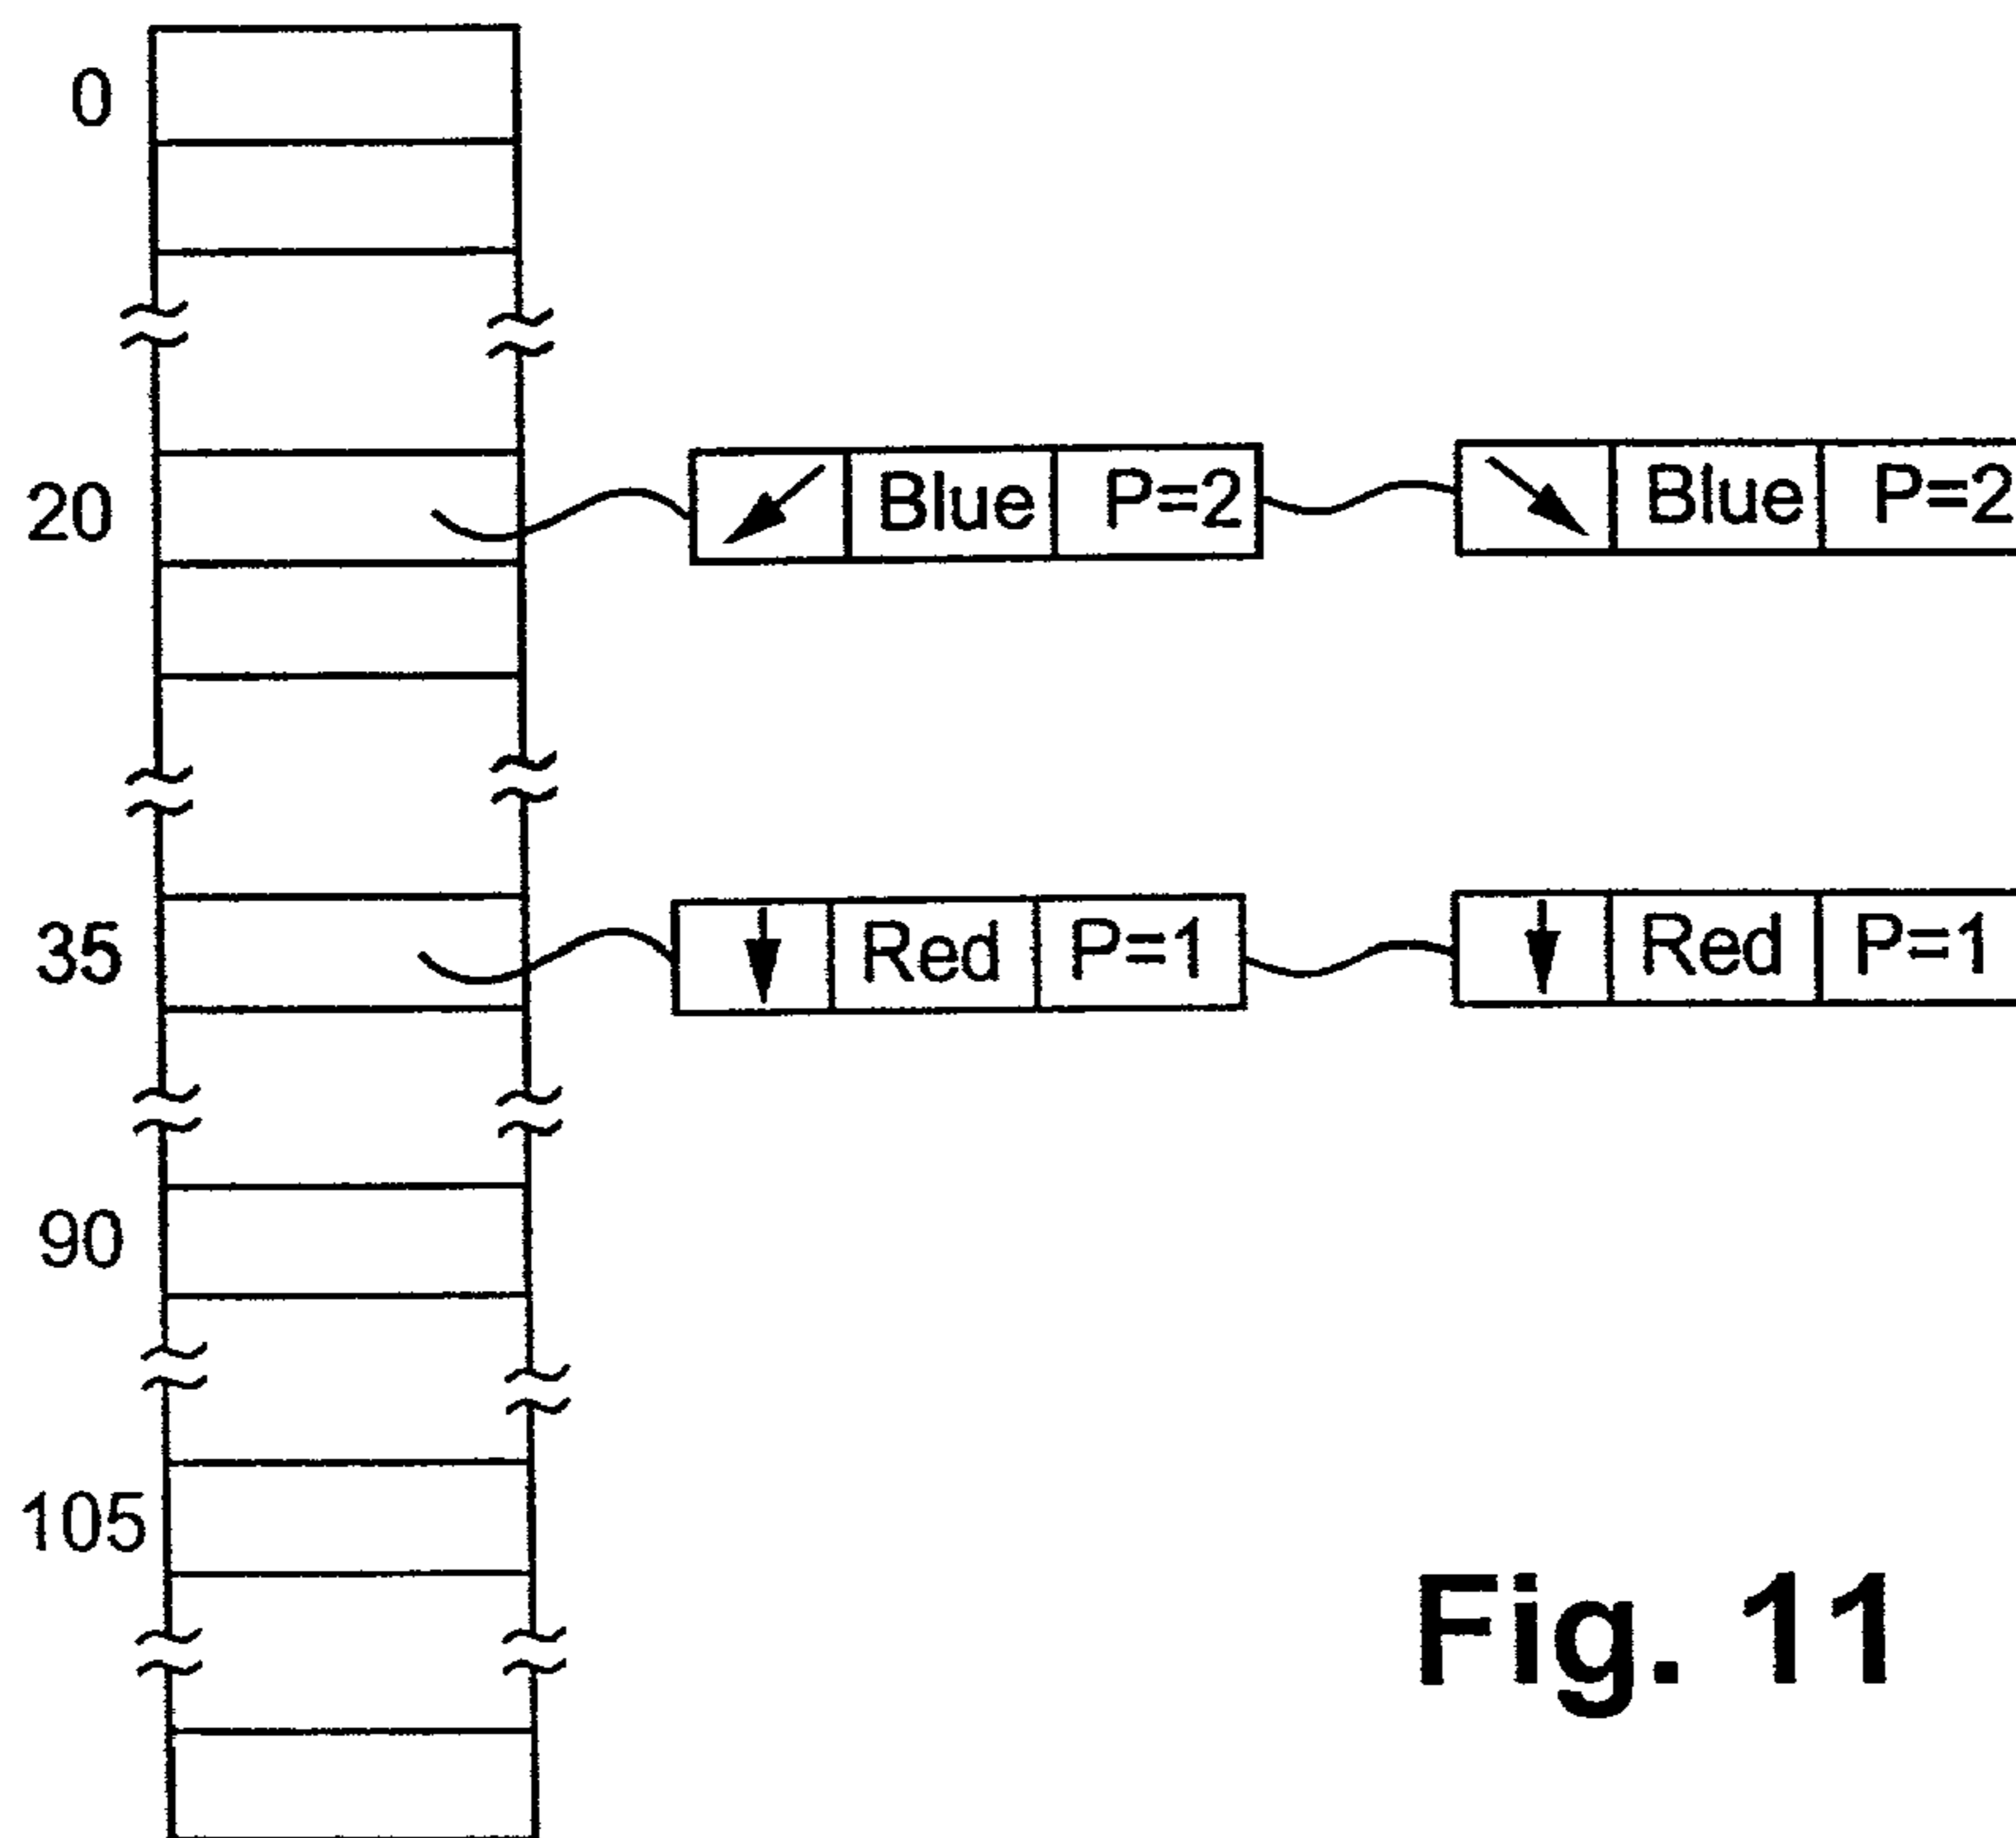 0
20 Blue P=2 Blue P=2
35 Red P=1 Red P=1
90
105
Fig. 11